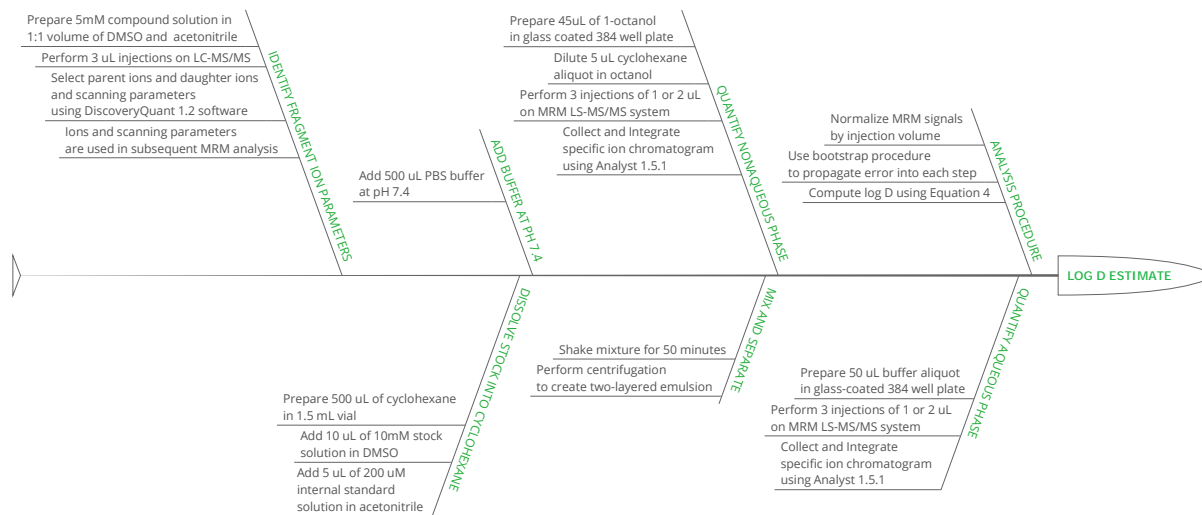 Prepare 5mM compound solution in
1:1 volume of DMSO and acetonitrile
Perform 3 uL injections on LC-MS/MS
Select parent ions and daughter ions
and scanning parameters
using DiscoveryQuant 1.2 software
Ions and scanning parameters
are used in subsequent MRM analysis
IDENTIFY FRAGMENT ION PARAMETERS
Add 500 uL PBS buffer
at pH 7.4
ADD BUFFER AT PH 7.4
Prepare 45uL of 1-octanol
in glass coated 384 well plate
Dilute 5 uL cyclohexane
aliquot in octanol
Perform 3 injections of 1 or 2 uL
on MRM LS-MS/MS system
Collect and Integrate
specific ion chromatogram
using Analyst 1.5.1
QUANTIFY NONAQUEOUS PHASE
Normalize MRM signals
by injection volume
Use bootstrap procedure
to propagate error into each step
Compute log D using Equation 4
ANALYSIS PROCEDURE
LOG D ESTIMATE
Prepare 500 uL of cyclohexane
in 1.5 mL vial
Add 10 uL of 10mM stock
solution in DMSO
Add 5 uL of 200 uM
internal standard
solution in acetonitrile
DISSOLVE STOCK INTO CYCLOHEXANE
Shake mixture for 50 minutes
Perform centrifugation
to create two-layered emulsion
MIX AND SEPARATE
Prepare 50 uL buffer aliquot
in glass-coated 384 well plate
Perform 3 injections of 1 or 2 uL
on MRM LS-MS/MS system
Collect and Integrate
specific ion chromatogram
using Analyst 1.5.1
QUANTIFY AQUEOUS PHASE